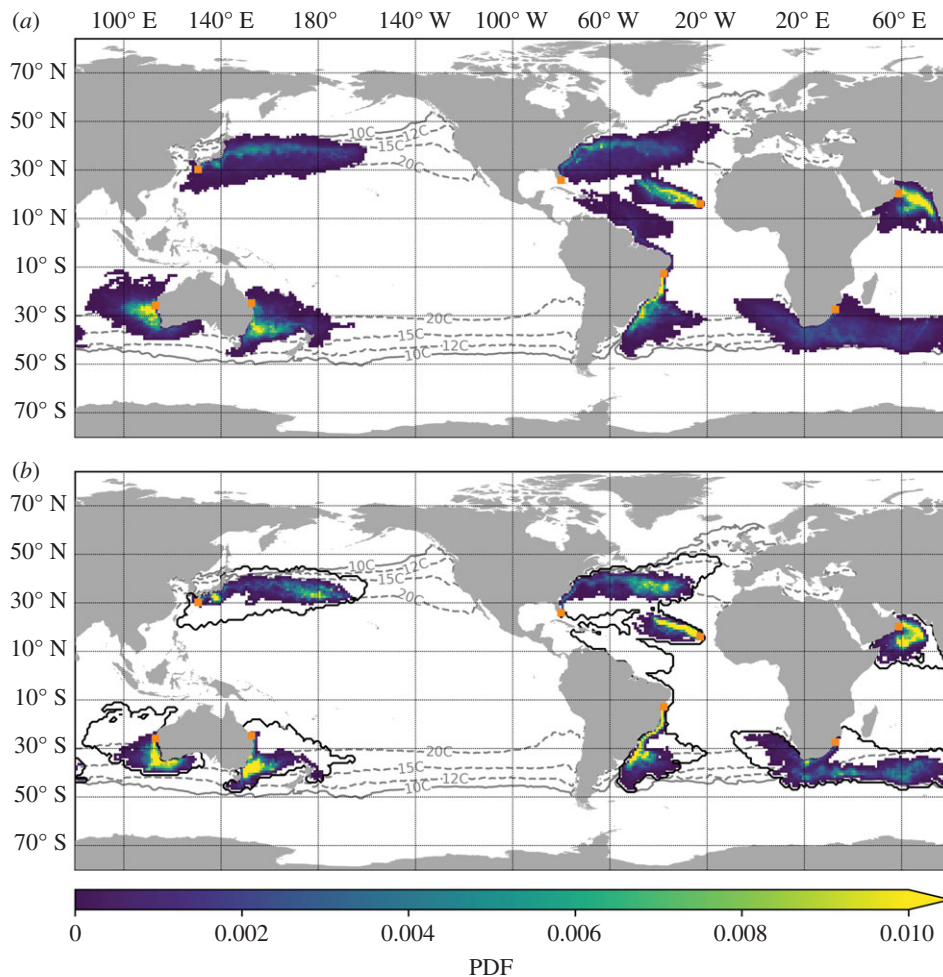 (a) 100° E 140° E 180° 140° W 100° W 60° W 20° W 20° E 60° E
70° N
50° N
10C
12C
15C
20C
30° N
10° N
10° S
30° S
20C
15C
12C
10C
50° S
70° S
(b)
70° N
50° N
10C
12C
15C
20C
30° N
10° N
10° S
30° S
20C
15C
12C
10C
50° S
70° S
0 0.002 0.004 0.006 0.008 0.010
PDF